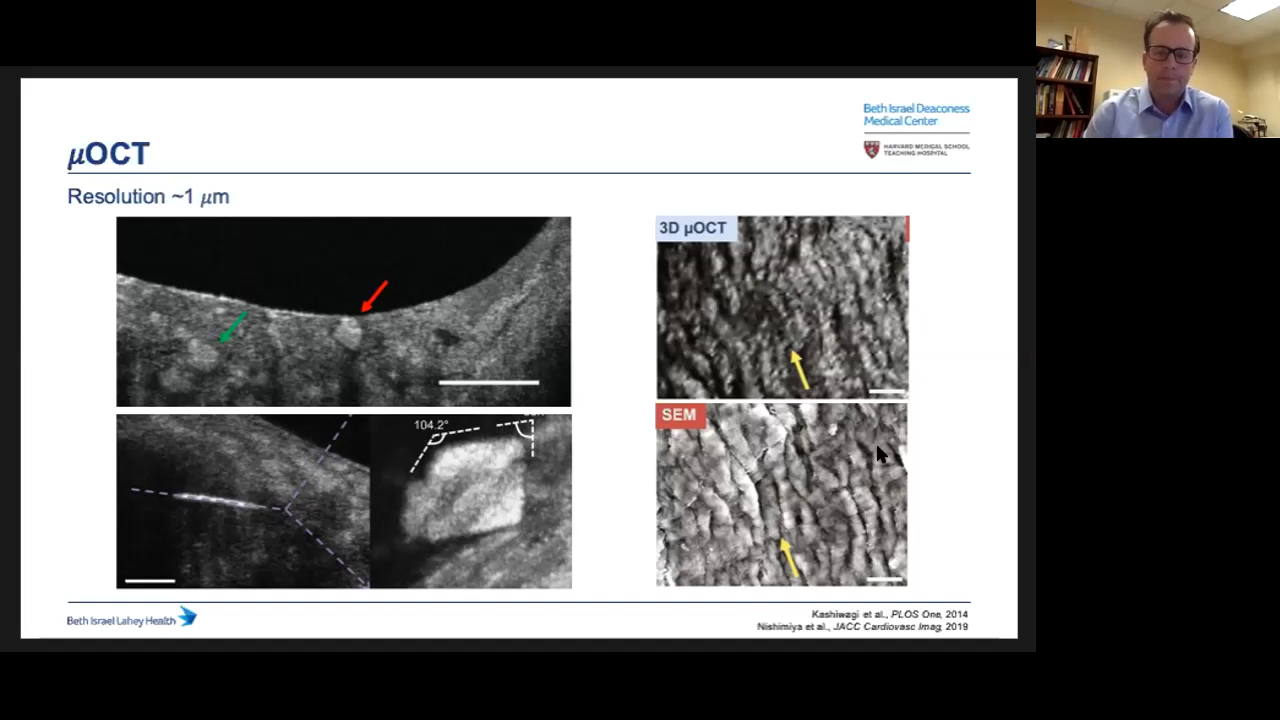 Beth Israel Deaconess
Medical Center
HARVARD MEDICAL SCHOOL
TEACHING HOSPITAL
μOCT
Resolution ~1 μm
3D μOCT
104.2°
SEM
Beth Israel Lahey Health
Kashiwagi et al., PLOS One, 2014
Nishimiya et al., JACC Cardiovasc Imag, 2019